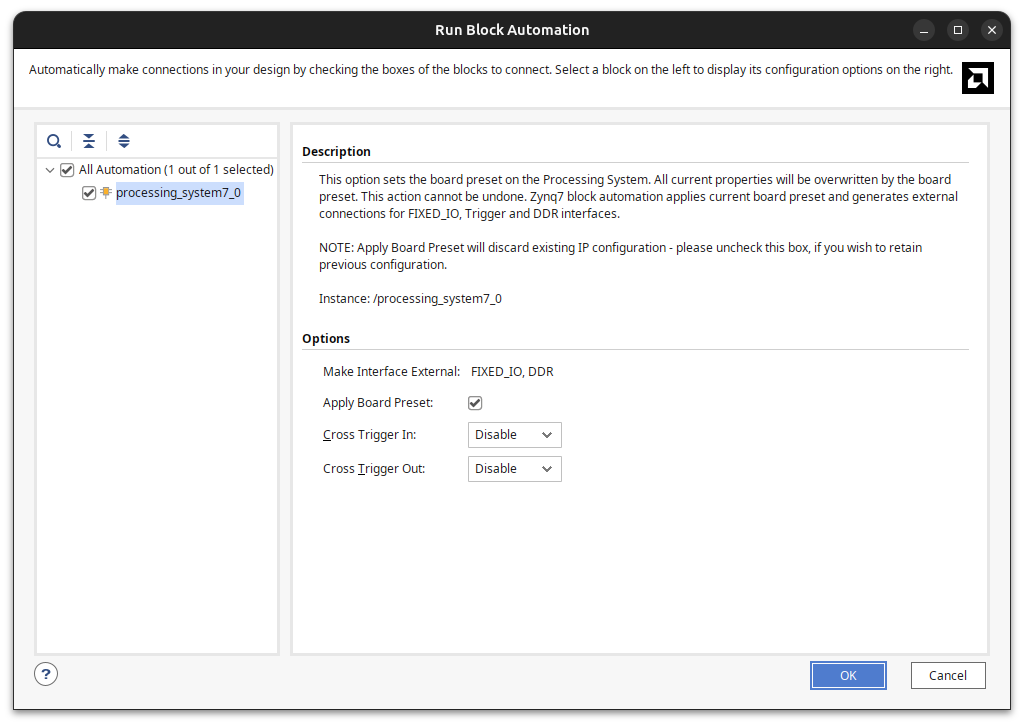 Run Block Automation
Automatically make connections in your design by checking the boxes of the blocks to connect. Select a block on the left to display its configuration options on the right.
All Automation (1 out of 1 selected)
processing_system7_0
Description
This option sets the board preset on the Processing System. All current properties will be overwritten by the board
preset. This action cannot be undone. Zynq7 block automation applies current board preset and generates external
connections for FIXED_IO, Trigger and DDR interfaces.
NOTE: Apply Board Preset will discard existing IP configuration - please uncheck this box, if you wish to retain
previous configuration.
Instance: /processing_system7_0
Options
Make Interface External: FIXED_IO, DDR
Apply Board Preset:
Cross Trigger In: Disable
Cross Trigger Out: Disable
? OK Cancel